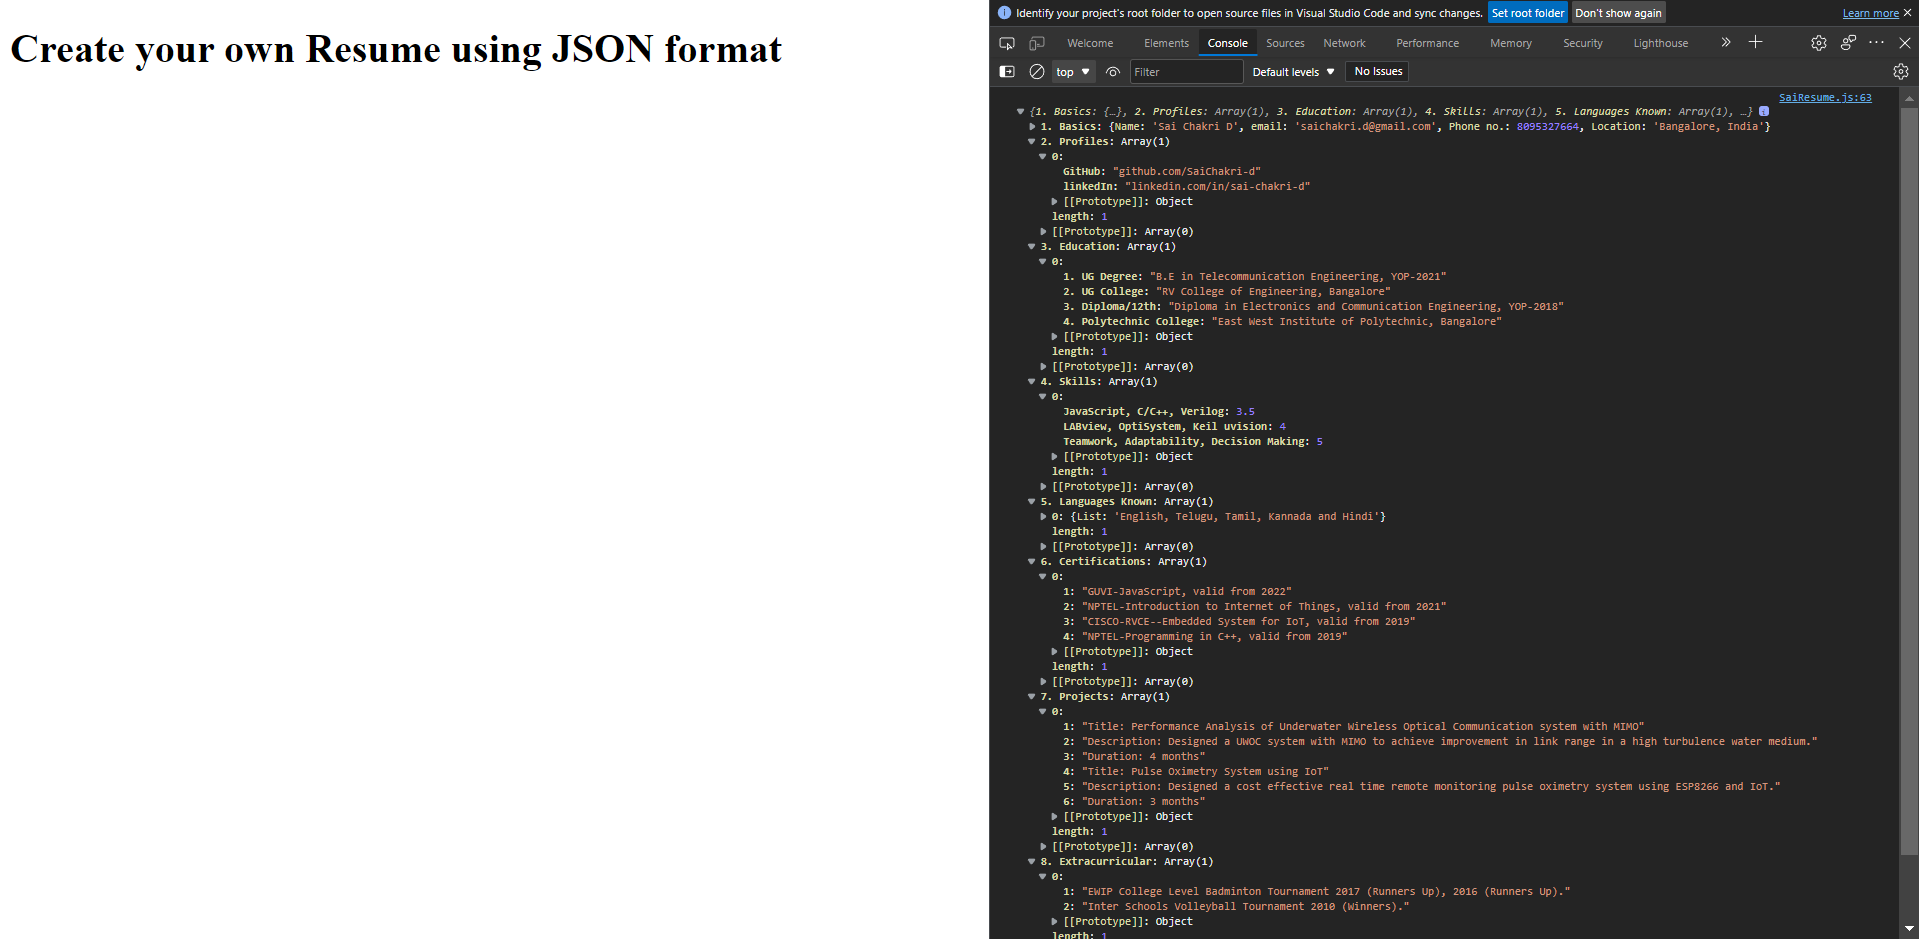 Create your own Resume using JSON format
Identify your project's root folder to open source files in Visual Studio Code and sync changes. Set root folder Don't show again Learn more
Welcome Elements Console Sources Network Performance Memory Security Lighthouse
top Filter Default levels No Issues
SaiResume.js:63
{1. Basics: {…}, 2. Profiles: Array(1), 3. Education: Array(1), 4. Skills: Array(1), 5. Languages Known: Array(1), …}
1. Basics: {Name: 'Sai Chakri D', email: 'saichakri.d@gmail.com', Phone no.: 8095327664, Location: 'Bangalore, India'}
2. Profiles: Array(1)
0:
GitHub: "github.com/SaiChakri-d"
linkedIn: "linkedin.com/in/sai-chakri-d"
[[Prototype]]: Object
length: 1
[[Prototype]]: Array(0)
3. Education: Array(1)
0:
1. UG Degree: "B.E in Telecommunication Engineering, YOP-2021"
2. UG College: "RV College of Engineering, Bangalore"
3. Diploma/12th: "Diploma in Electronics and Communication Engineering, YOP-2018"
4. Polytechnic College: "East West Institute of Polytechnic, Bangalore"
[[Prototype]]: Object
length: 1
[[Prototype]]: Array(0)
4. Skills: Array(1)
0:
JavaScript, C/C++, Verilog: 3.5
LABview, OptiSystem, Keil uvision: 4
Teamwork, Adaptability, Decision Making: 5
[[Prototype]]: Object
length: 1
[[Prototype]]: Array(0)
5. Languages Known: Array(1)
0: {List: 'English, Telugu, Tamil, Kannada and Hindi'}
length: 1
[[Prototype]]: Array(0)
6. Certifications: Array(1)
0:
1: "GUVI-JavaScript, valid from 2022"
2: "NPTEL-Introduction to Internet of Things, valid from 2021"
3: "CISCO-RVCE--Embedded System for IoT, valid from 2019"
4: "NPTEL-Programming in C++, valid from 2019"
[[Prototype]]: Object
length: 1
[[Prototype]]: Array(0)
7. Projects: Array(1)
0:
1: "Title: Performance Analysis of Underwater Wireless Optical Communication system with MIMO"
2: "Description: Designed a UWOC system with MIMO to achieve improvement in link range in a high turbulence water medium."
3: "Duration: 4 months"
4: "Title: Pulse Oximetry System using IoT"
5: "Description: Designed a cost effective real time remote monitoring pulse oximetry system using ESP8266 and IoT."
6: "Duration: 3 months"
[[Prototype]]: Object
length: 1
[[Prototype]]: Array(0)
8. Extracurricular: Array(1)
0:
1: "EWIP College Level Badminton Tournament 2017 (Runners Up), 2016 (Runners Up)."
2: "Inter Schools Volleyball Tournament 2010 (Winners)."
[[Prototype]]: Object
length: 1